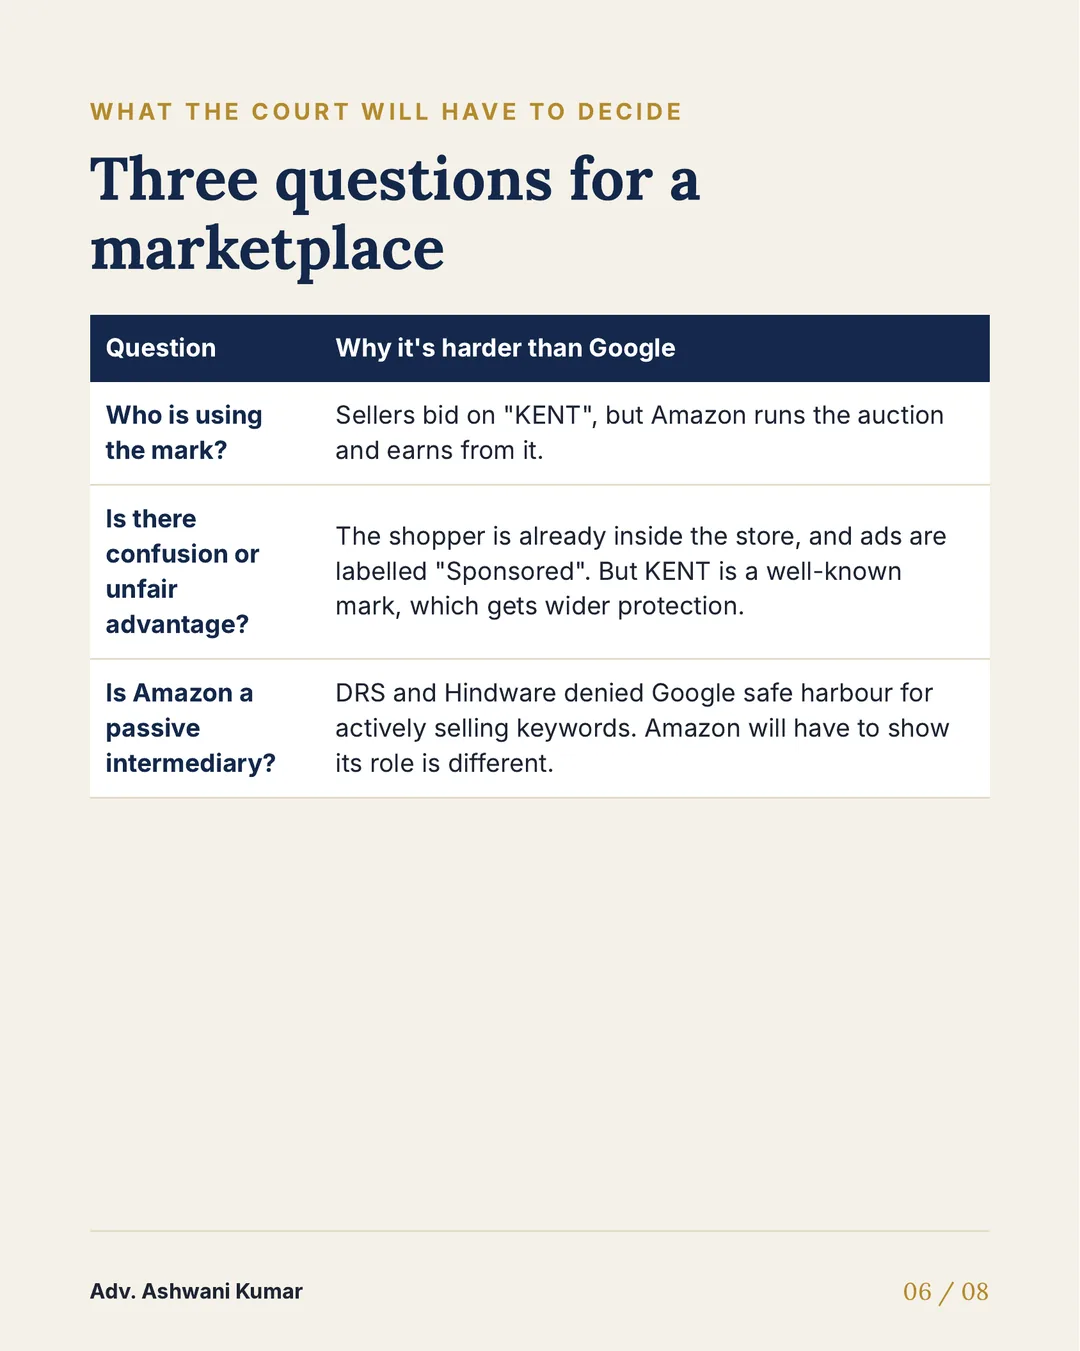 WHAT THE COURT WILL HAVE TO DECIDE
Three questions for a
marketplace
Question
Why it's harder than Google
Who is using
the mark?
Sellers bid on "KENT", but Amazon runs the auction
and earns from it.
Is there
confusion or
unfair
advantage?
The shopper is already inside the store, and ads are
labelled "Sponsored". But KENT is a well-known
mark, which gets wider protection.
Is Amazon a
passive
intermediary?
DRS and Hindware denied Google safe harbour for
actively selling keywords. Amazon will have to show
its role is different.
Adv. Ashwani Kumar
06 / 08